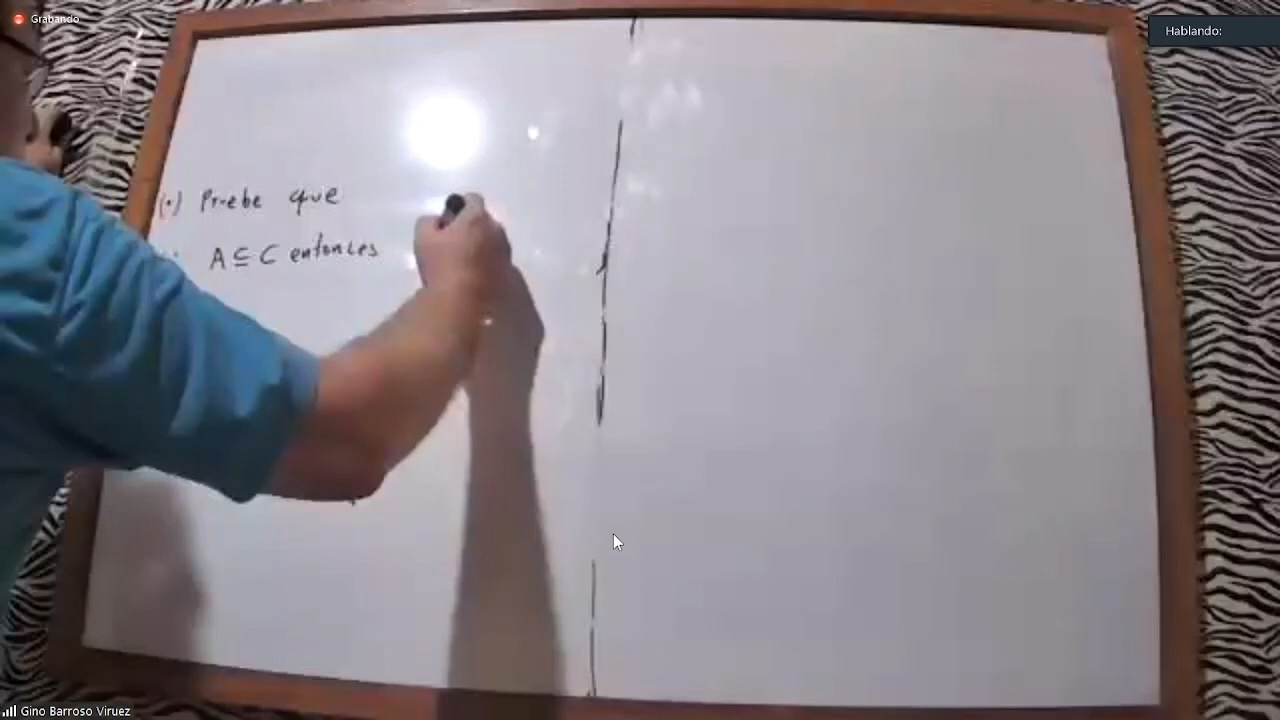 Grabando
Hablando:
(•) Pruebe que
A ⊆ C entonces
Gino Barroso Viruez